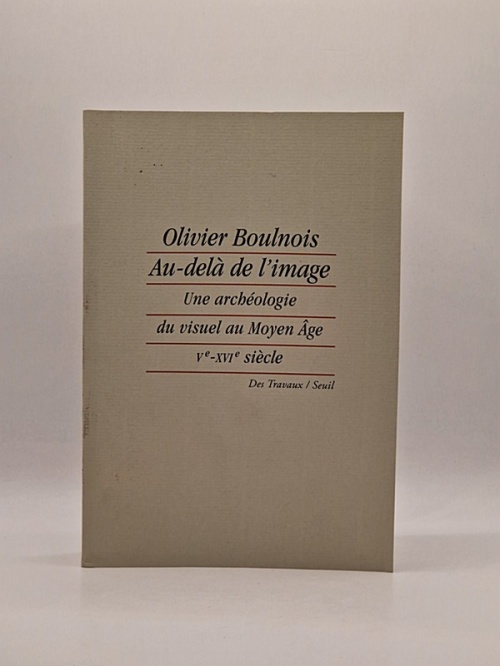 Olivier Boulnois
Au-delà de l'image
Une archéologie
du visuel au Moyen Âge
Ve-XVIe siècle
Des Travaux / Seuil